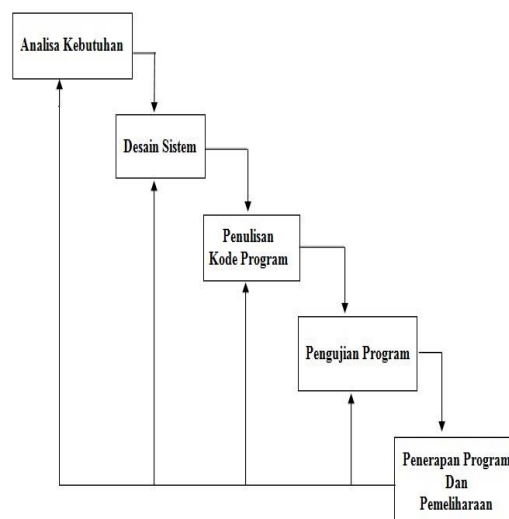 Analisa Kebutuhan
Desain Sistem
Penulisan
Kode Program
Pengujian Program
Penerapan Program
Dan
Pemeliharaan